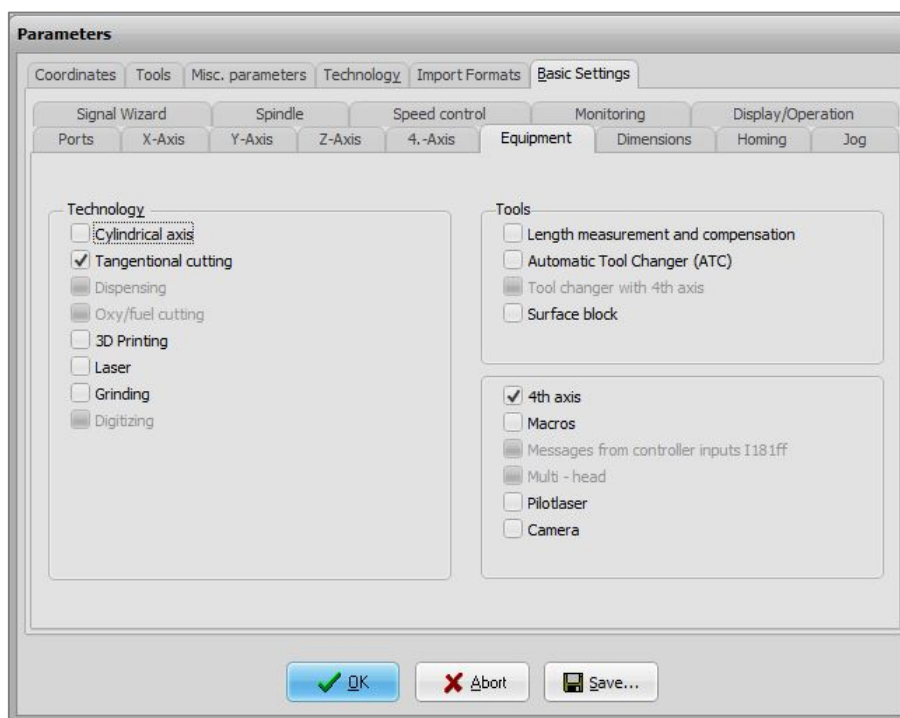 Parameters
Coordinates Tools Misc. parameters Technology Import Formats Basic Settings
Signal Wizard Spindle Speed control Monitoring Display/Operation
Ports X-Axis Y-Axis Z-Axis 4.-Axis Equipment Dimensions Homing Jog
Technology
Cylindrical axis
Tangentional cutting
Dispensing
Oxy/fuel cutting
3D Printing
Laser
Grinding
Digitizing
Tools
Length measurement and compensation
Automatic Tool Changer (ATC)
Tool changer with 4th axis
Surface block
4th axis
Macros
Messages from controller inputs I181ff
Multi - head
Pilotlaser
Camera
OK Abort Save...